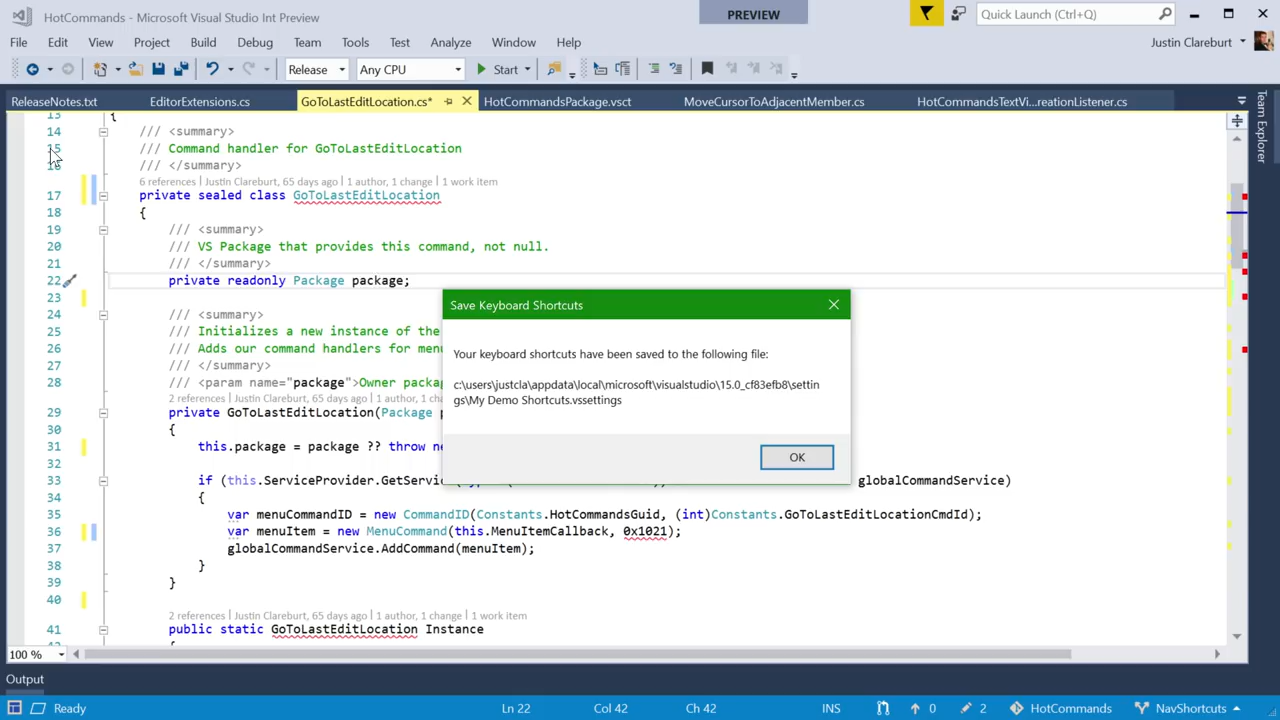 HotCommands - Microsoft Visual Studio Int Preview
PREVIEW
Quick Launch (Ctrl+Q)
File Edit View Project Build Debug Team Tools Test Analyze Window Help
Justin Clareburt
Release Any CPU Start
ReleaseNotes.txt EditorExtensions.cs GoToLastEditLocation.cs* HotCommandsPackage.vsct MoveCursorToAdjacentMember.cs HotCommandsTextVi...reationListener.cs
Team Explorer
13 {
14 /// <summary>
15 /// Command handler for GoToLastEditLocation
16 /// </summary>
6 references | Justin Clareburt, 65 days ago | 1 author, 1 change | 1 work item
17 private sealed class GoToLastEditLocation
18 {
19 /// <summary>
20 /// VS Package that provides this command, not null.
21 /// </summary>
22 private readonly Package package;
23
24 /// <summary>
25 /// Initializes a new instance of the
26 /// Adds our command handlers for menu
27 /// </summary>
28 /// <param name="package">Owner packag
2 references | Justin Clareburt, 65 days ago | 1 author, 1 ch
29 private GoToLastEditLocation(Package p
30 {
31 this.package = package ?? throw ne
32
33 if (this.ServiceProvider.GetServic globalCommandService)
34 {
35 var menuCommandID = new CommandID(Constants.HotCommandsGuid, (int)Constants.GoToLastEditLocationCmdId);
36 var menuItem = new MenuCommand(this.MenuItemCallback, 0x1021);
37 globalCommandService.AddCommand(menuItem);
38 }
39 }
40
2 references | Justin Clareburt, 65 days ago | 1 author, 1 change | 1 work item
41 public static GoToLastEditLocation Instance
Save Keyboard Shortcuts
Your keyboard shortcuts have been saved to the following file:
c:\users\justcla\appdata\local\microsoft\visualstudio\15.0_cf83efb8\settin
gs\My Demo Shortcuts.vssettings
OK
100 %
Output
Ready Ln 22 Col 42 Ch 42 INS 0 2 HotCommands NavShortcuts